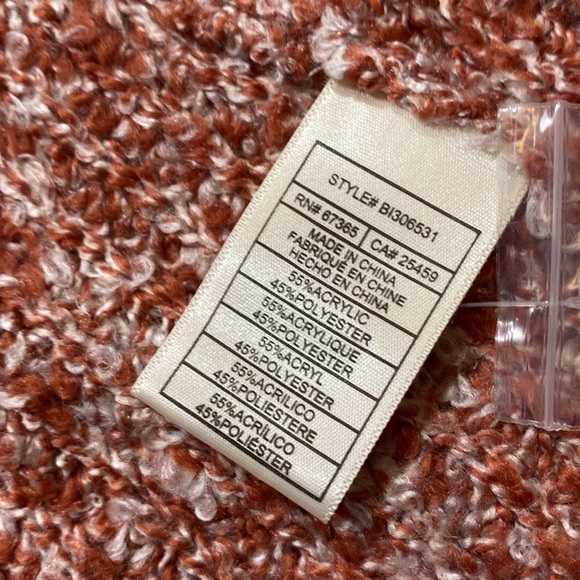 STYLE# BI306531
RN# 67365 CA# 25459
MADE IN CHINA
FABRIQUÉ EN CHINE
HECHO EN CHINA
55%ACRYLIC
45%POLYESTER
55%ACRYLIQUE
45%POLYESTER
55%ACRYL
45%POLYESTER
55%ACRILICO
45%POLIESTERE
55%ACRÍLICO
45%POLIÉSTER